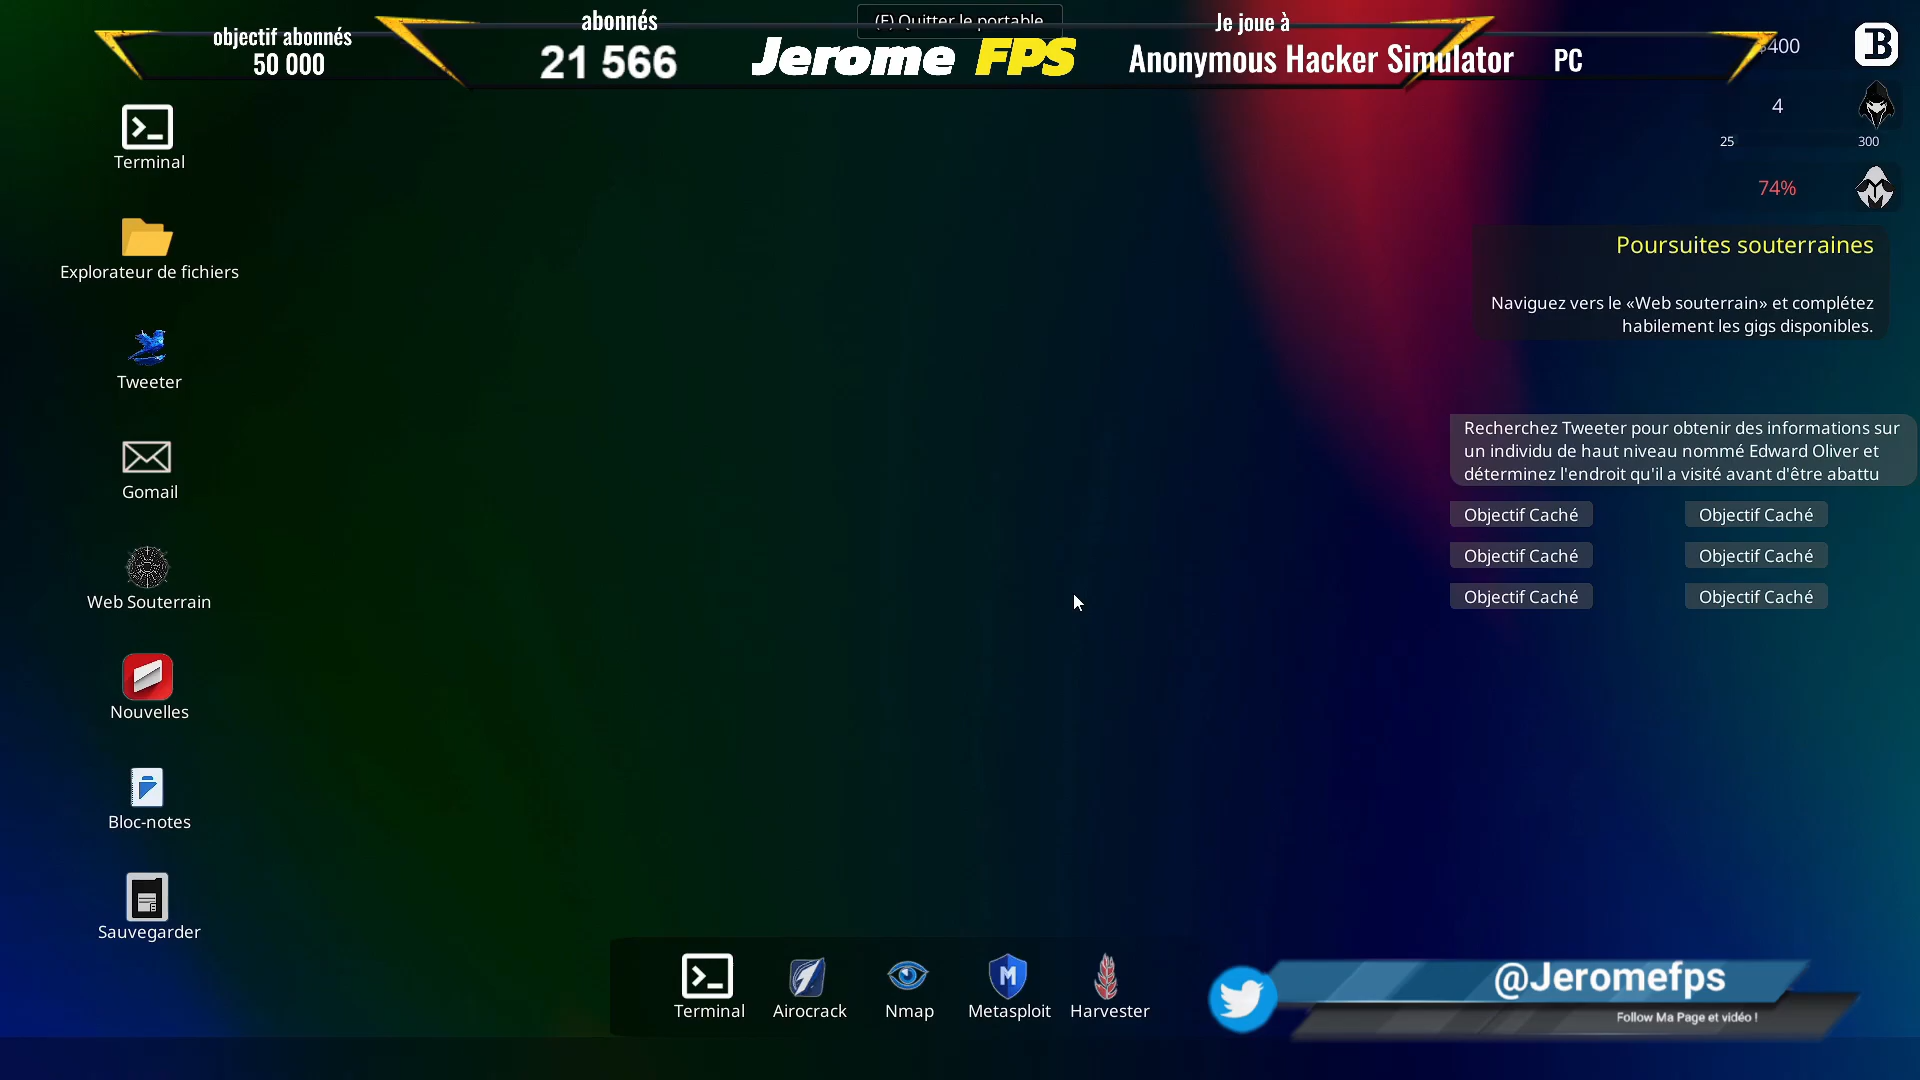 objectif abonnés
50 000
abonnés
21 566
(E) Quitter le portable
Jerome FPS
Je joue à
Anonymous Hacker Simulator
PC
400
B
4
25
300
74%
Poursuites souterraines
Naviguez vers le «Web souterrain» et complétez
habilement les gigs disponibles.
Recherchez Tweeter pour obtenir des informations sur
un individu de haut niveau nommé Edward Oliver et
déterminez l'endroit qu'il a visité avant d'être abattu
Objectif Caché
Objectif Caché
Objectif Caché
Objectif Caché
Objectif Caché
Objectif Caché
Terminal
Explorateur de fichiers
Tweeter
Gomail
Web Souterrain
Nouvelles
Bloc-notes
Sauvegarder
Terminal
Airocrack
Nmap
M
Metasploit
Harvester
@Jeromefps
Follow Ma Page et vidéo !